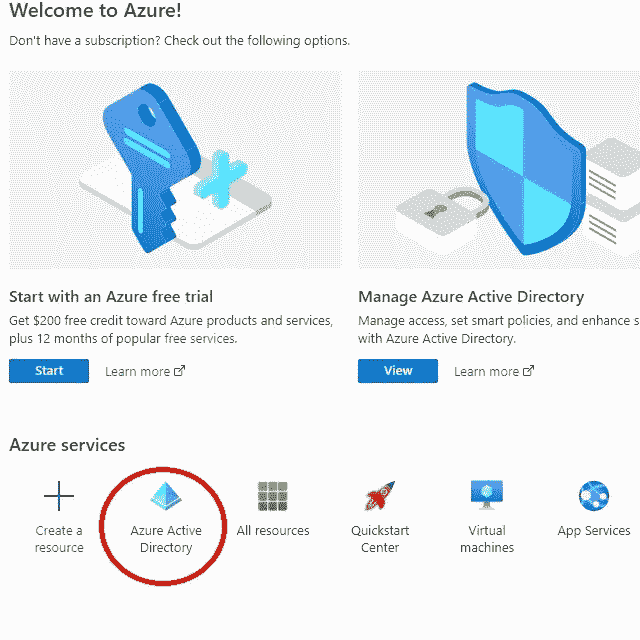 Welcome to Azure!
Don't have a subscription? Check out the following options.
Start with an Azure free trial
Get $200 free credit toward Azure products and services,
plus 12 months of popular free services.
Start
Learn more
Manage Azure Active Directory
Manage access, set smart policies, and enhance s
with Azure Active Directory.
View
Learn more
Azure services
Create a
resource
Azure Active
Directory
All resources
Quickstart
Center
Virtual
machines
App Services